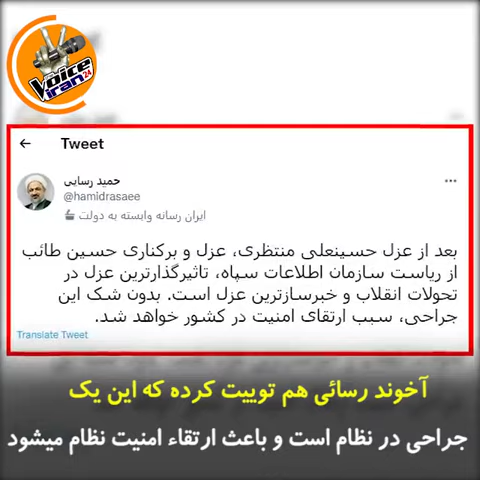 Voice
iran 24
Tweet
حمید رسایی
@hamidrasaee
ایران رسانه وابسته به دولت
بعد از عزل حسینعلی منتظری، عزل و برکناری حسین طائب
از ریاست سازمان اطلاعات سپاه، تاثیرگذارترین عزل در
تحولات انقلاب و خبرسازترین عزل است. بدون شک این
جراحی، سبب ارتقای امنیت در کشور خواهد شد.
Translate Tweet
آخوند رسائی هم توییت کرده که این یک
جراحی در نظام است و باعث ارتقاء امنیت نظام میشود